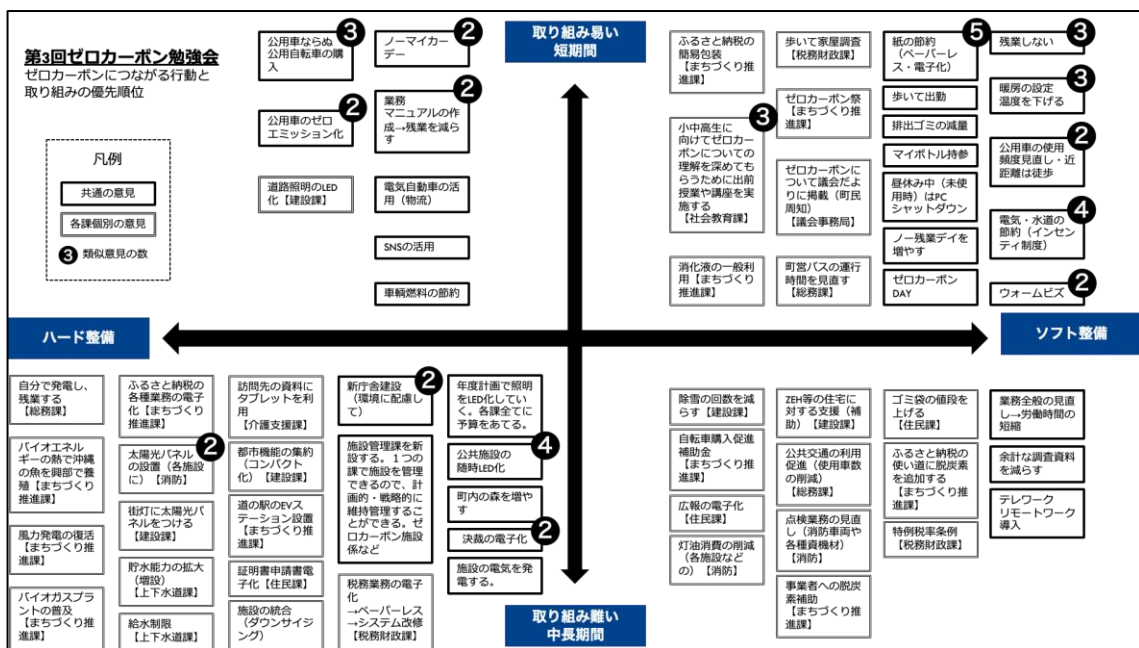 第3回ゼロカーボン勉強会
ゼロカーボンにつながる行動と
取り組みの優先順位
凡例
共通の意見
各課個別の意見
3 類似意見の数
取り組み易い
短期間
ハード整備
ソフト整備
取り組み難い
中長期間
公用車ならぬ
公用自転車の購
入
3
ノーマイカー
デー
2
公用車のゼロ
エミッション化
2
業務
マニュアルの作
成→残業を減ら
す
2
道路照明のLED
化【建設課】
電気自動車の活
用（物流）
SNSの活用
車輌燃料の節約
ふるさと納税の
簡易包装
【まちづくり推
進課】
歩いて家屋調査
【税務財政課】
紙の節約
（ペーパーレ
ス・電子化）
5
残業しない
3
ゼロカーボン祭
【まちづくり推
進課】
歩いて出勤
暖房の設定
温度を下げる
3
小中高生に
向けてゼロカー
ボンについての
理解を深めても
らうために出前
授業や講座を実
施する
【社会教育課】
3
排出ゴミの減量
マイボトル持参
公用車の使用
頻度見直し・近
距離は徒歩
2
ゼロカーボンに
ついて議会だよ
りに掲載（町民
周知）
【議会事務局】
昼休み中（未使
用時）はPC
シャットダウン
電気・水道の
節約（インセン
ティ制度）
4
ノー残業デイを
増やす
消化液の一般利
用【まちづくり
推進課】
町営バスの運行
時間を見直す
【総務課】
ゼロカーボン
DAY
ウォームビズ
2
自分で発電し、
残業する
【総務課】
ふるさと納税の
各種業務の電子
化【まちづくり
推進課】
訪問先の資料に
タブレットを利
用
【介護支援課】
新庁舎建設
（環境に配慮し
て）
2
年度計画で照明
をLED化してい
く。各課全てに
予算をあてる。
バイオエネル
ギーの熱で沖縄
の魚を興部で養
殖【まちづくり
推進課】
太陽光パネル
の設置（各施設
に）【消防】
2
都市機能の集約
（コンパクト
化）【建設課】
施設管理課を新
設する。１つの
課で施設を管理
できるので、計
画的・戦略的に
維持管理するこ
とができる。ゼ
ロカーボン施設
係など
公共施設の
随時LED化
4
街灯に太陽光パ
ネルをつける
【建設課】
道の駅のEVス
テーション設置
【まちづくり推
進課】
町内の森を増や
す
風力発電の復活
【まちづくり推
進課】
決裁の電子化
2
貯水能力の拡大
（増設）
【上下水道課】
証明書申請書電
子化【住民課】
施設の電気を発
電する。
バイオガスプラ
ントの普及
【まちづくり推
進課】
給水制限
【上下水道課】
施設の統合
（ダウンサイジ
ング）
税務業務の電子
化
→ペーパーレス
→システム改修
【税務財政課】
除雪の回数を減
らす【建設課】
ZEH等の住宅に
対する支援（補
助）【建設課】
ゴミ袋の値段を
上げる
【住民課】
業務全般の見直
し→労働時間の
短縮
自転車購入促進
補助金
【まちづくり推
進課】
公共交通の利用
促進（使用車数
の削減）
【総務課】
ふるさと納税の
使い道に脱炭素
を追加する
【まちづくり推
進課】
余計な調査資料
を減らす
広報の電子化
【住民課】
点検業務の見直
し（消防車両や
各種資機材）
【消防】
特例税率条例
【税務財政課】
テレワーク
リモートワーク
導入
灯油消費の削減
（各施設など
の）【消防】
事業者への脱炭
素補助
【まちづくり推
進課】